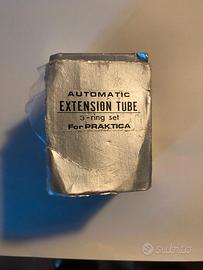 AUTOMATIC
EXTENSION TUBE
3-ring set
For PRAKTICA
Subito